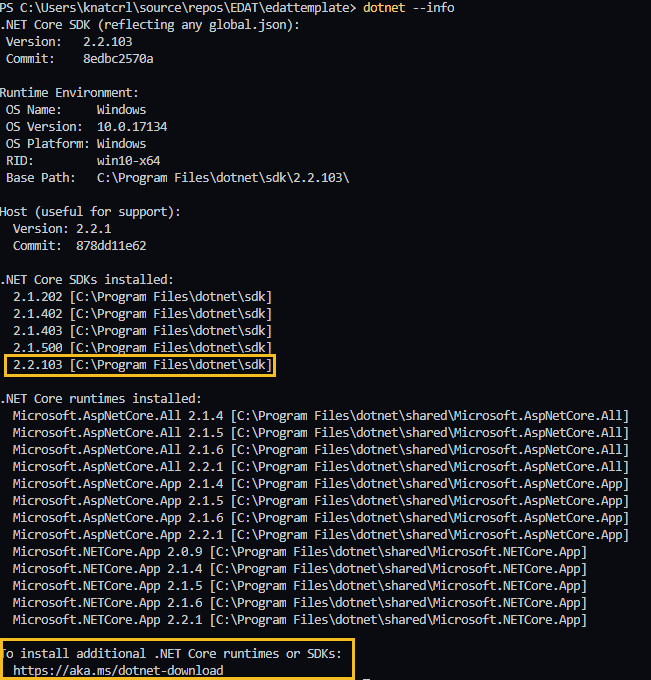 PS C:\Users\knatcrl\source\repos\EDAT\edattemplate> dotnet --info
.NET Core SDK (reflecting any global.json):
 Version:   2.2.103
 Commit:    8edbc2570a

Runtime Environment:
 OS Name:     Windows
 OS Version:  10.0.17134
 OS Platform: Windows
 RID:         win10-x64
 Base Path:   C:\Program Files\dotnet\sdk\2.2.103\

Host (useful for support):
  Version: 2.2.1
  Commit:  878dd11e62

.NET Core SDKs installed:
  2.1.202 [C:\Program Files\dotnet\sdk]
  2.1.402 [C:\Program Files\dotnet\sdk]
  2.1.403 [C:\Program Files\dotnet\sdk]
  2.1.500 [C:\Program Files\dotnet\sdk]
  2.2.103 [C:\Program Files\dotnet\sdk]

.NET Core runtimes installed:
  Microsoft.AspNetCore.All 2.1.4 [C:\Program Files\dotnet\shared\Microsoft.AspNetCore.All]
  Microsoft.AspNetCore.All 2.1.5 [C:\Program Files\dotnet\shared\Microsoft.AspNetCore.All]
  Microsoft.AspNetCore.All 2.1.6 [C:\Program Files\dotnet\shared\Microsoft.AspNetCore.All]
  Microsoft.AspNetCore.All 2.2.1 [C:\Program Files\dotnet\shared\Microsoft.AspNetCore.All]
  Microsoft.AspNetCore.App 2.1.4 [C:\Program Files\dotnet\shared\Microsoft.AspNetCore.App]
  Microsoft.AspNetCore.App 2.1.5 [C:\Program Files\dotnet\shared\Microsoft.AspNetCore.App]
  Microsoft.AspNetCore.App 2.1.6 [C:\Program Files\dotnet\shared\Microsoft.AspNetCore.App]
  Microsoft.AspNetCore.App 2.2.1 [C:\Program Files\dotnet\shared\Microsoft.AspNetCore.App]
  Microsoft.NETCore.App 2.0.9 [C:\Program Files\dotnet\shared\Microsoft.NETCore.App]
  Microsoft.NETCore.App 2.1.4 [C:\Program Files\dotnet\shared\Microsoft.NETCore.App]
  Microsoft.NETCore.App 2.1.5 [C:\Program Files\dotnet\shared\Microsoft.NETCore.App]
  Microsoft.NETCore.App 2.1.6 [C:\Program Files\dotnet\shared\Microsoft.NETCore.App]
  Microsoft.NETCore.App 2.2.1 [C:\Program Files\dotnet\shared\Microsoft.NETCore.App]

To install additional .NET Core runtimes or SDKs:
  https://aka.ms/dotnet-download